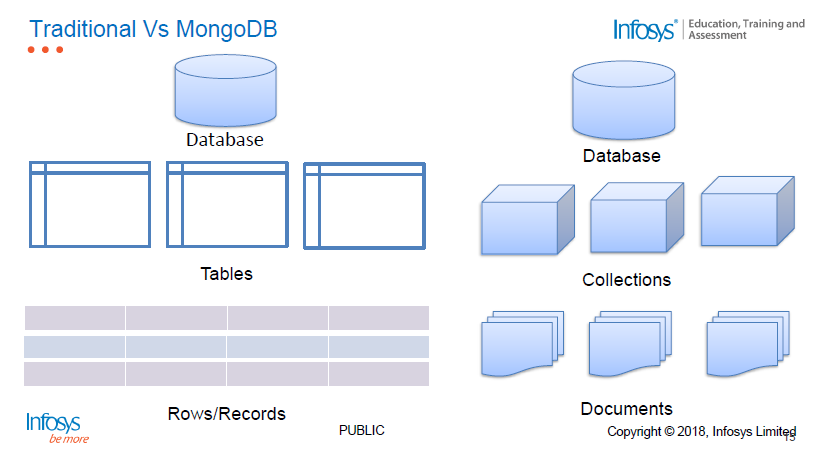 Traditional Vs MongoDB
Infosys® | Education, Training and
Assessment
Database
Database
Tables
Collections
Rows/Records
Documents
Infosys
be more
PUBLIC
Copyright © 2018, Infosys Limited
15